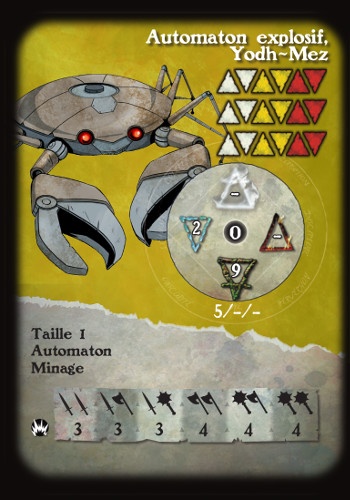 Automaton explosif,
Yodh~Mez
-
2 0 -
9
5/-/-
Taille 1
Automaton
Minage
3 3 3 4 4 4